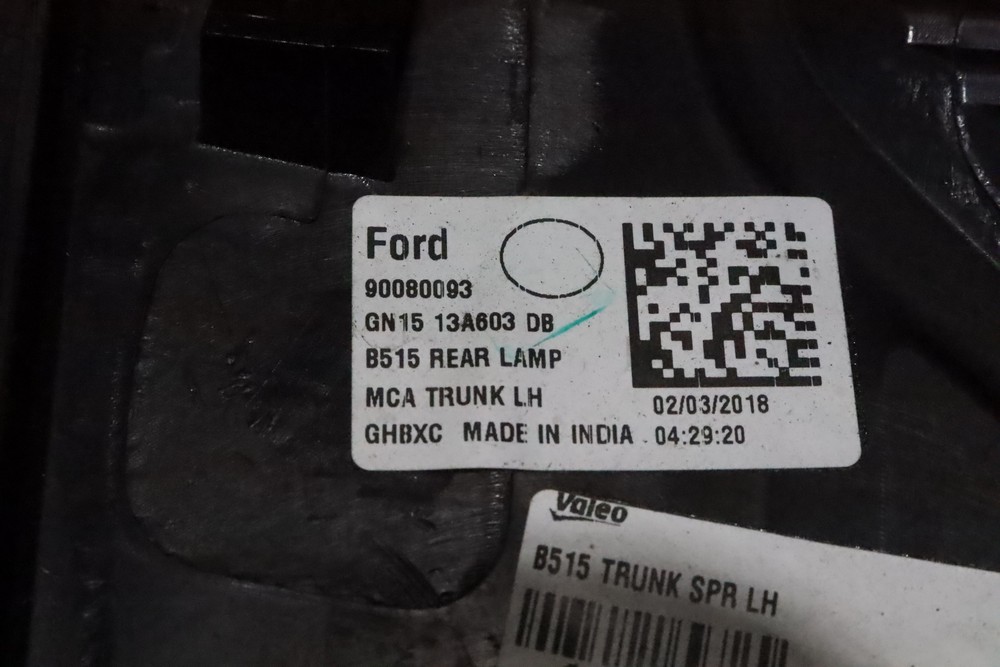 Ford
90080093
GN15 13A603 DB
B515 REAR LAMP
MCA TRUNK LH
02/03/2018
GHBXC MADE IN INDIA
04:29:20
Valeo
B515 TRUNK SPR LH